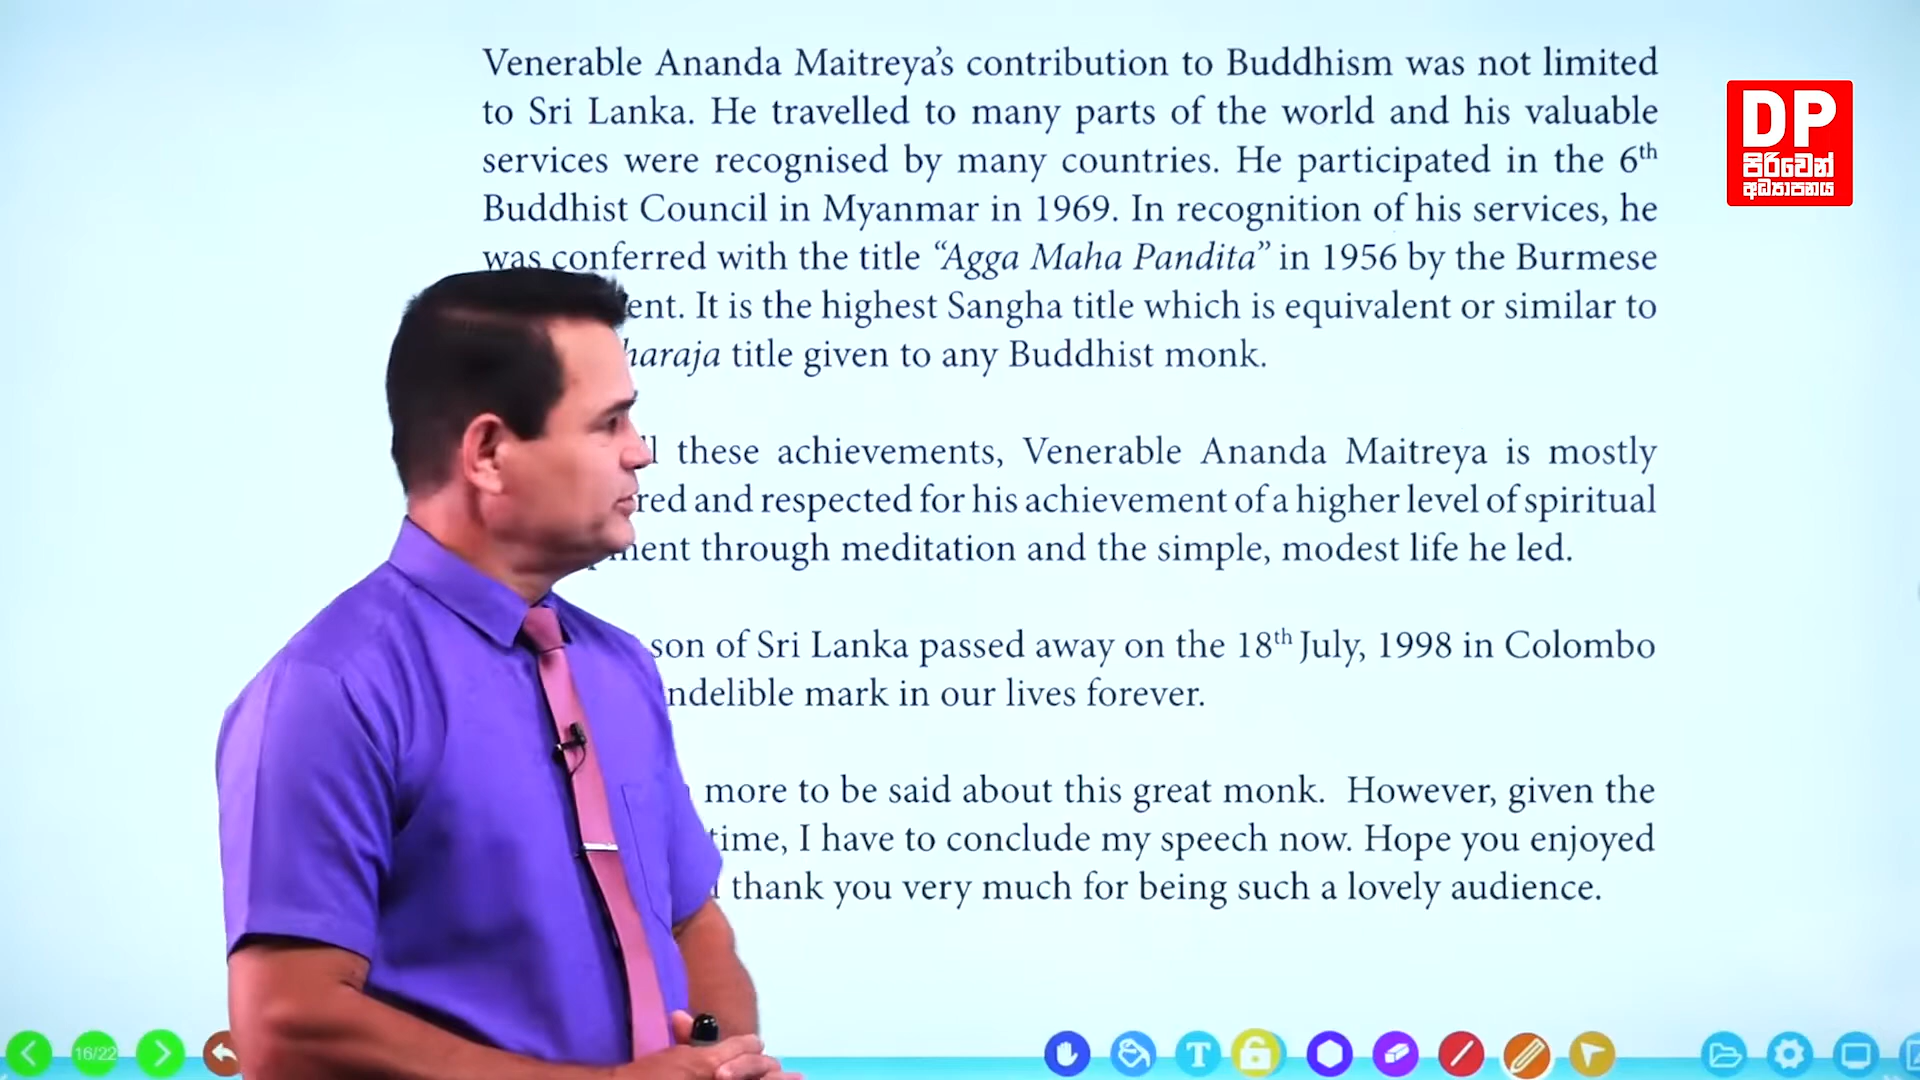 Venerable Ananda Maitreya's contribution to Buddhism was not limited
to Sri Lanka. He travelled to many parts of the world and his valuable
services were recognised by many countries. He participated in the 6th
Buddhist Council in Myanmar in 1969. In recognition of his services, he
was conferred with the title “Agga Maha Pandita” in 1956 by the Burmese
It is the highest Sangha title which is equivalent or similar to
title given to any Buddhist monk.
these achievements, Venerable Ananda Maitreya is mostly
and respected for his achievement of a higher level of spiritual
through meditation and the simple, modest life he led.
son of Sri Lanka passed away on the 18th July, 1998 in Colombo
mark in our lives forever.
more to be said about this great monk. However, given the
time, I have to conclude my speech now. Hope you enjoyed
thank you very much for being such a lovely audience.
DP
පිරිවෙන්
අධ්‍යාපනය
16/22